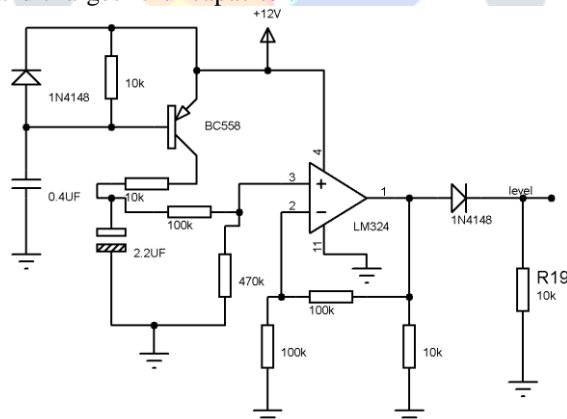 +12V
1N4148
10k
BC558
0.4UF
10k
100k
2.2UF
470k
3
2
4
11
1
LM324
100k
100k
10k
1N4148
level
R19
10k